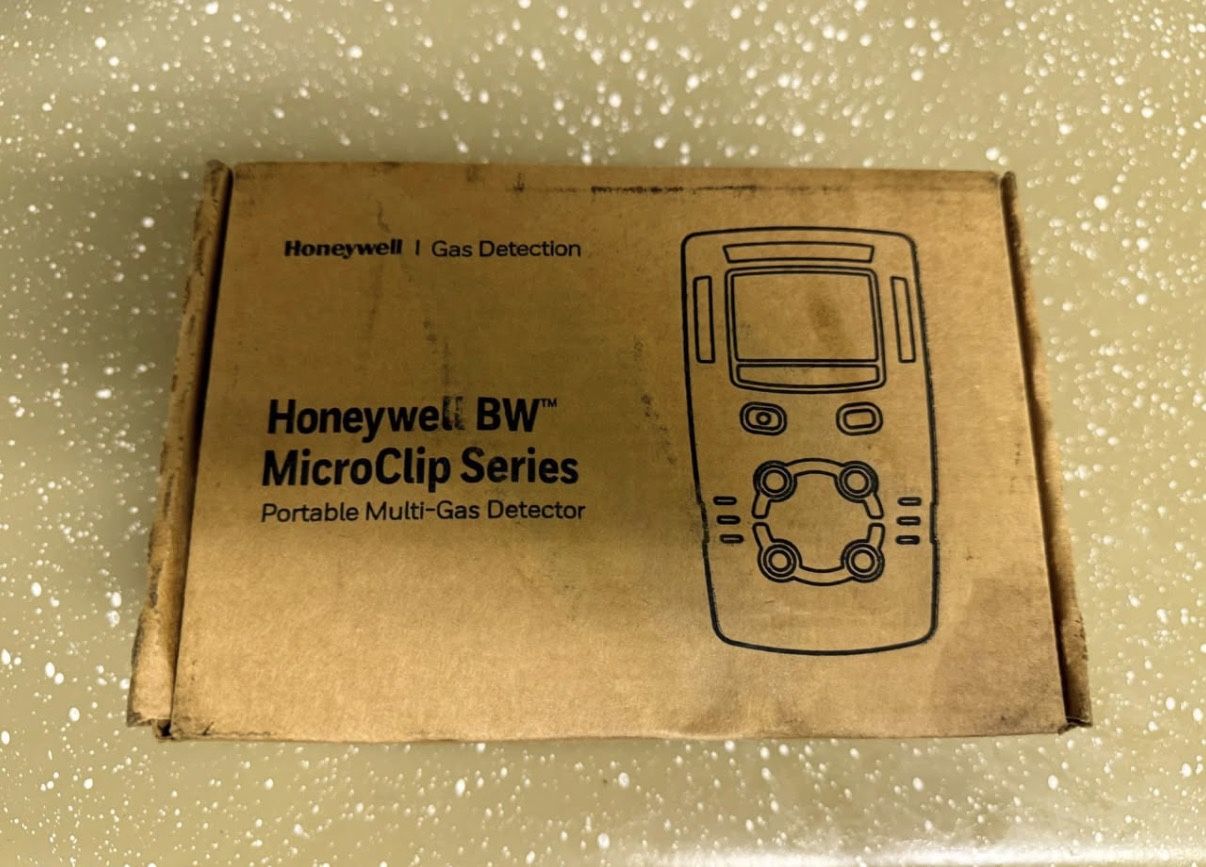 Honeywell | Gas Detection
Honeywell BW™
MicroClip Series
Portable Multi-Gas Detector